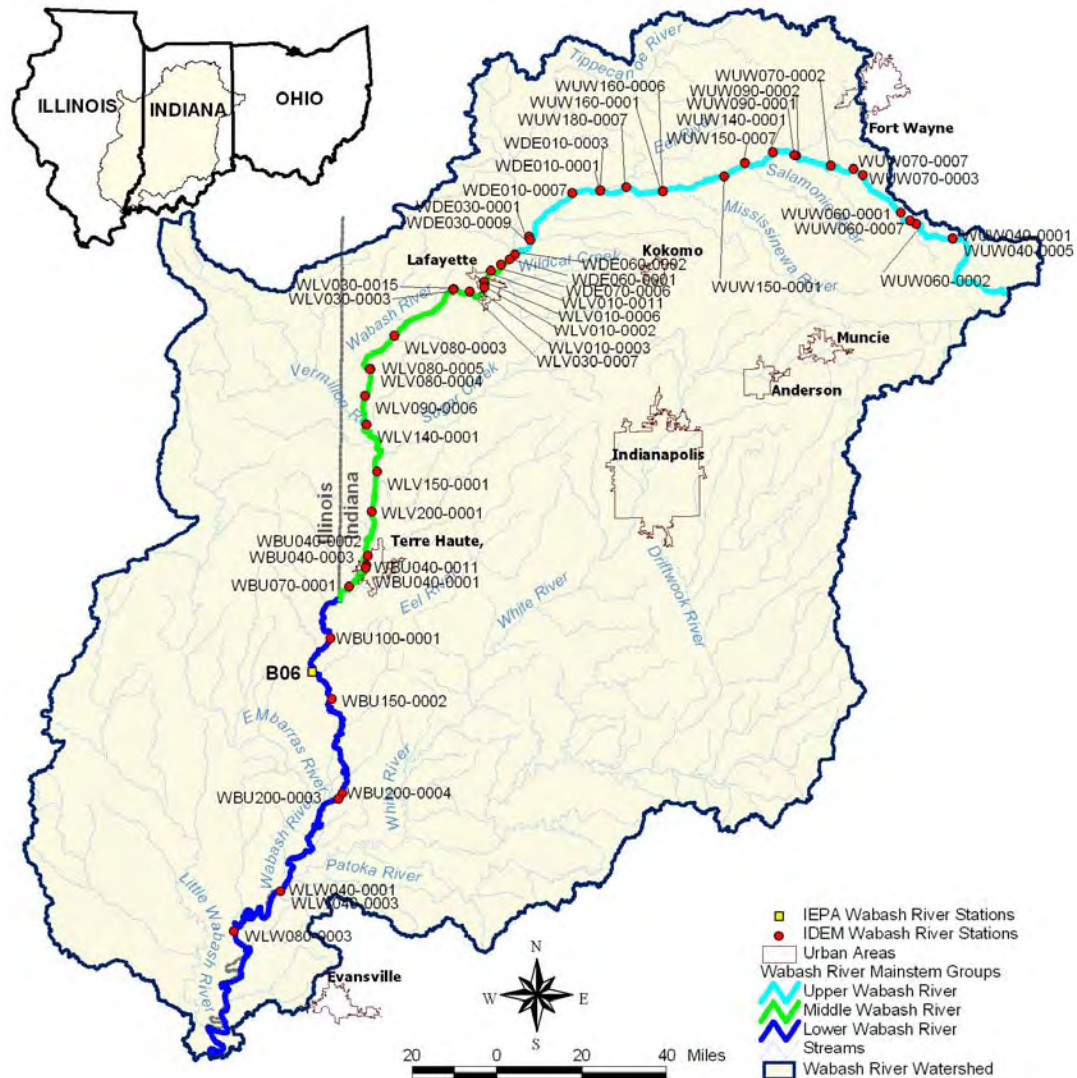 ILLINOIS
INDIANA
OHIO
Tippecanoe River
WUW070-0002
WUW160-0006
WUW090-0002
WUW160-0001
WUW090-0001
WUW180-0007
WUW140-0001
Eel River
Fort Wayne
WUW150-0007
WDE010-0003
WDE010-0001
Salamonie River
WUW070-0007
WUW070-0003
WDE010-0007
WDE030-0001
Mississinewa River
WUW060-0001
WDE030-0009
WUW060-0007
WUW040-0001
WUW040-0005
Kokomo
Lafayette
Wildcat Creek
WDE060-0002
WUW060-0002
WDE060-0001
WLV030-0015
WDE070-0006
WUW150-0001
WLV030-0003
WLV010-0011
Wabash River
WLV010-0006
WLV010-0002
Muncie
WLV080-0003
WLV010-0003
WLV030-0007
WLV080-0005
WLV080-0004
Anderson
Vermilion R
Sugar Creek
WLV090-0006
WLV140-0001
Indianapolis
WLV150-0001
Illinois
Indiana
WLV200-0001
WBU040-0002
Terre Haute,
WBU040-0003
WBU040-0011
WBU070-0001
WBU040-0001
Driftwook River
Eel River
White River
WBU100-0001
B06
WBU150-0002
EMbarras River
White River
WBU200-0003
WBU200-0004
Wabash River
Patoka River
WLW040-0001
WLW040-0003
Little Wabash River
WLW080-0003
Evansville
N
W
E
S
IEPA Wabash River Stations
IDEM Wabash River Stations
Urban Areas
Wabash River Mainstem Groups
Upper Wabash River
Middle Wabash River
Lower Wabash River
Streams
Wabash River Watershed
20 0 20 40 Miles